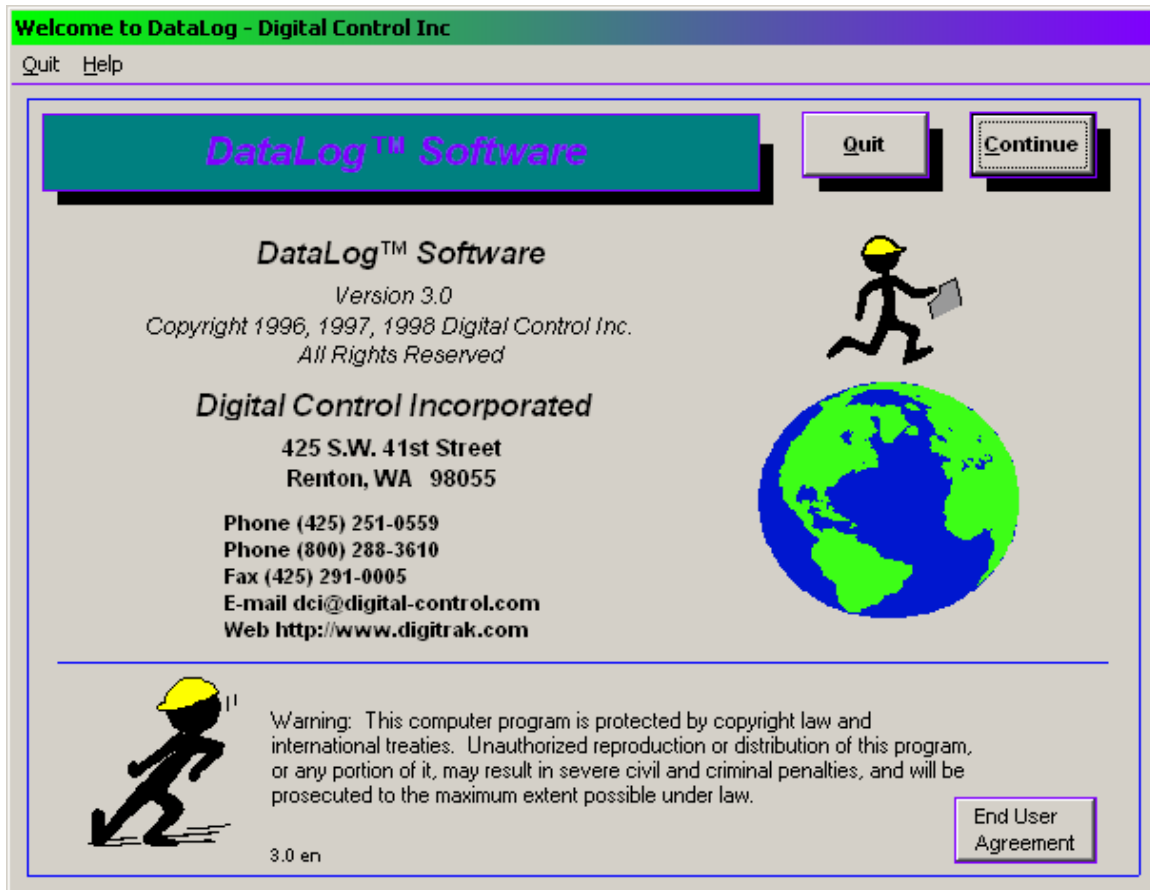 Welcome to DataLog - Digital Control Inc
Quit Help
DataLog™ Software
Quit
Continue
DataLog™ Software
Version 3.0
Copyright 1996, 1997, 1998 Digital Control Inc.
All Rights Reserved
Digital Control Incorporated
425 S.W. 41st Street
Renton, WA 98055
Phone (425) 251-0559
Phone (800) 288-3610
Fax (425) 291-0005
E-mail dci@digital-control.com
Web http://www.digitrak.com
Warning: This computer program is protected by copyright law and
international treaties. Unauthorized reproduction or distribution of this program,
or any portion of it, may result in severe civil and criminal penalties, and will be
prosecuted to the maximum extent possible under law.
End User
Agreement
3.0 en